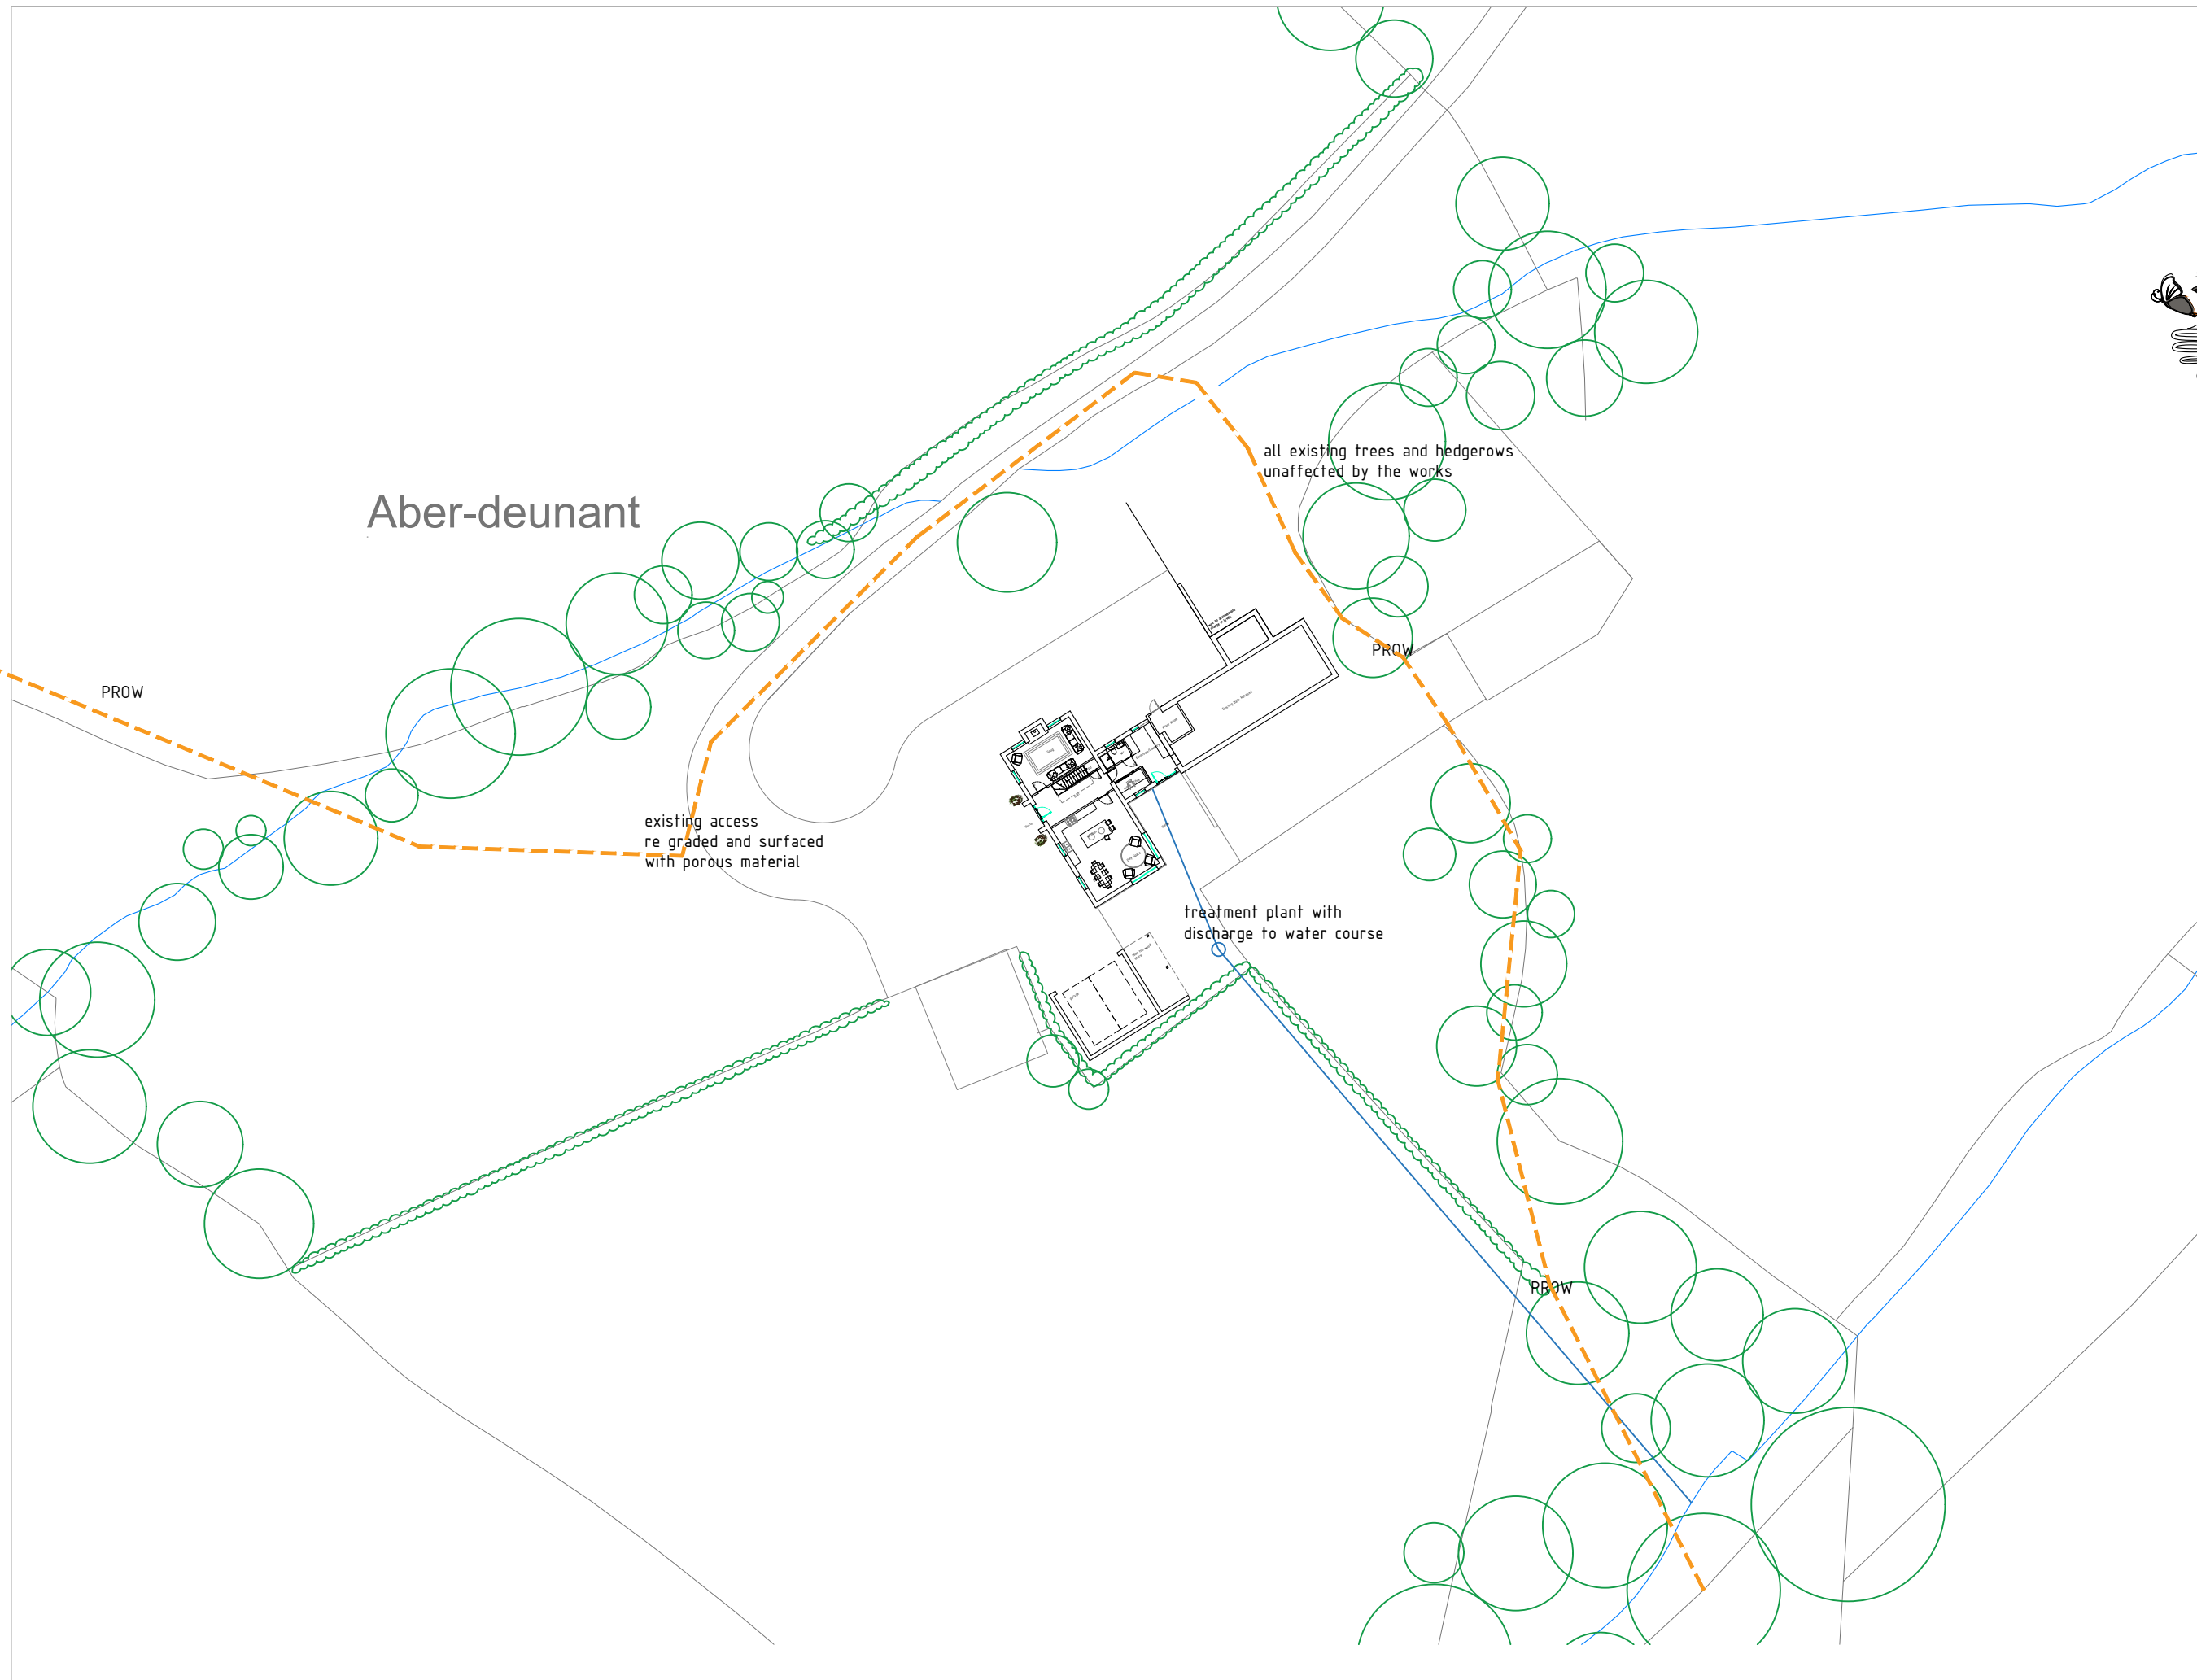 all existing trees and hedgerows
unaffected by the works
Aber-deunant
PROW
PROW
existing access
re graded and surfaced
with porous material
treatment plant with
discharge to water course
PROW